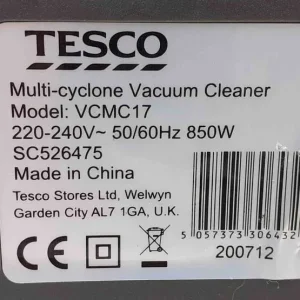 TESCO
Multi-cyclone Vacuum Cleaner
Model: VCMC17
220-240V~ 50/60Hz 850W
SC526475
Made in China
Tesco Stores Ltd, Welwyn
Garden City AL7 1GA, U.K.
CE
5 057373 306432
200712